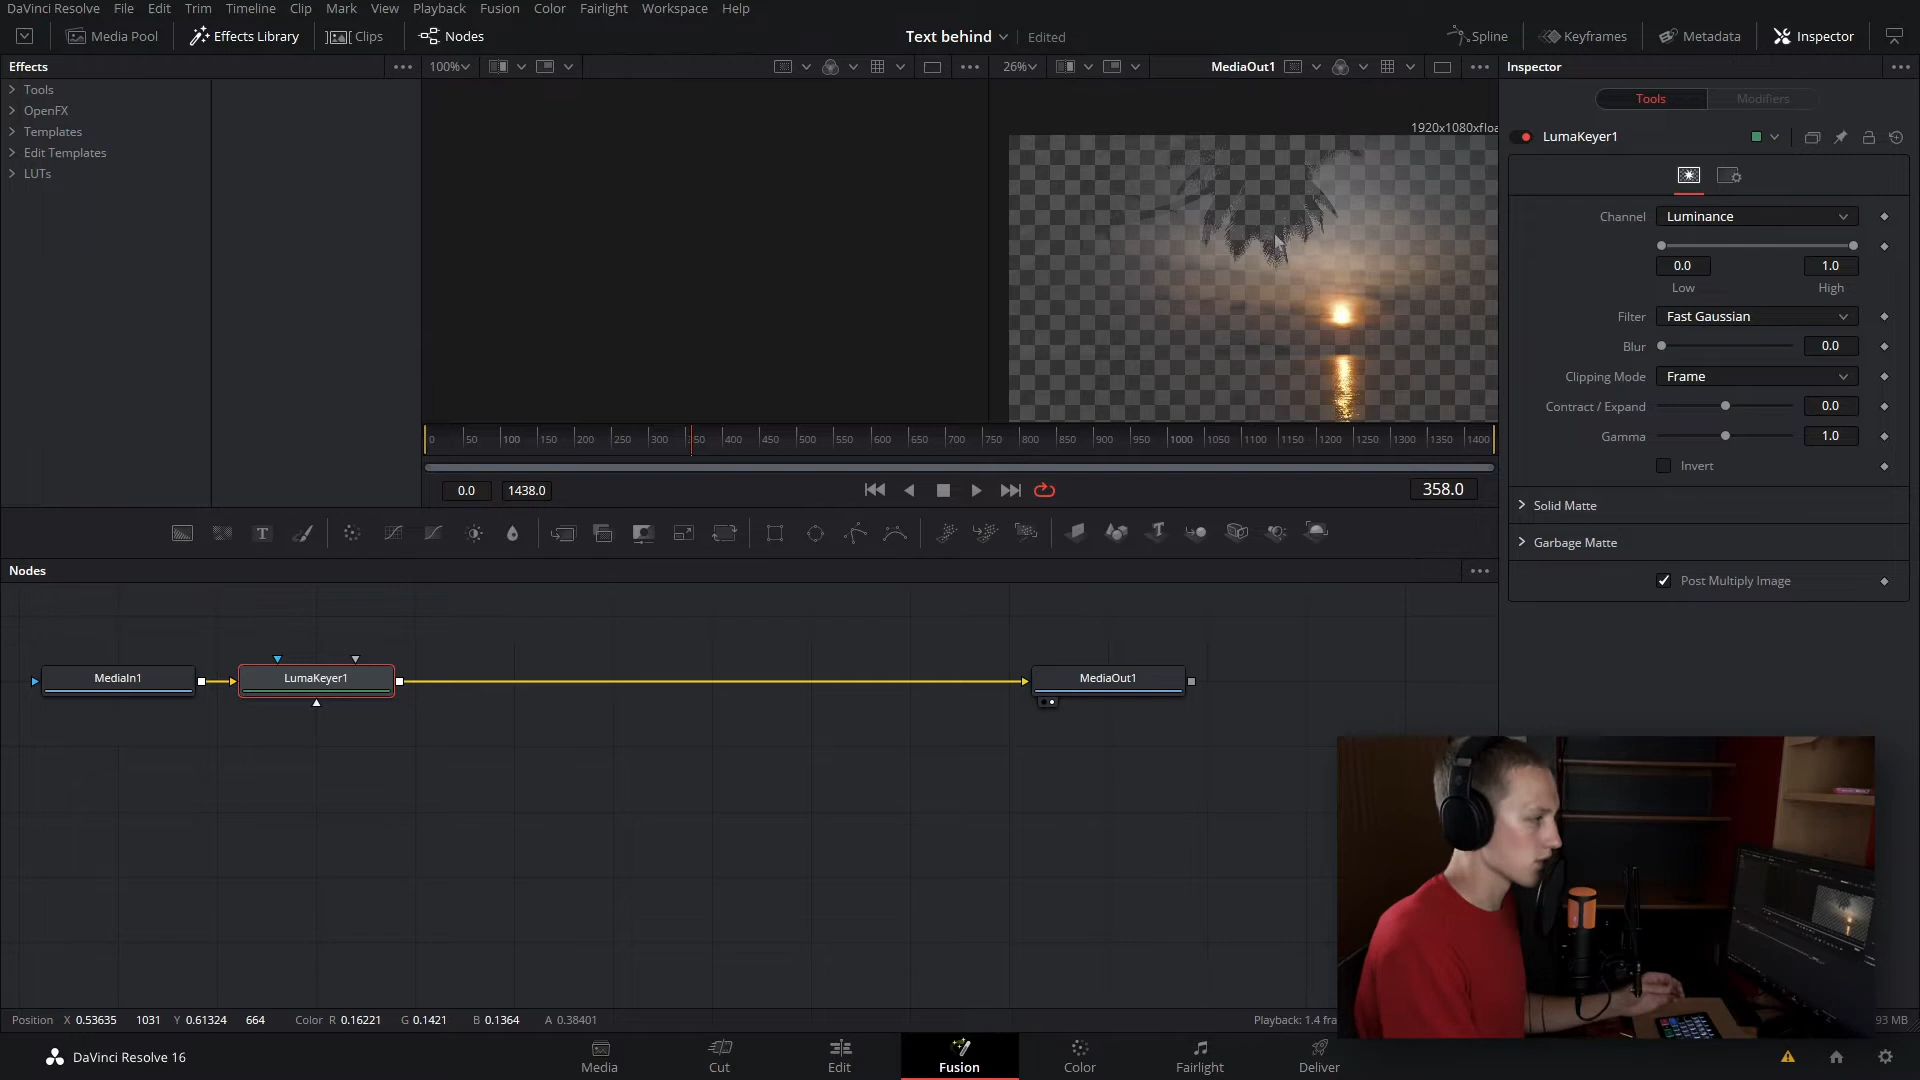 DaVinci Resolve File Edit Trim Timeline Clip Mark View Playback Fusion Color Fairlight Workspace Help
Media Pool Effects Library Clips Nodes Text behind Edited Spline Keyframes Metadata Inspector
Effects 100% 26% MediaOut1 Inspector
Tools
OpenFX
Templates
Edit Templates
LUTs
1920x1080xfloa
Tools Modifiers
LumaKeyer1
Channel Luminance
0.0 1.0
Low High
Filter Fast Gaussian
Blur 0.0
Clipping Mode Frame
Contract / Expand 0.0
Gamma 1.0
Invert
Solid Matte
Garbage Matte
Post Multiply Image
0 50 100 150 200 250 300 350 400 450 500 550 600 650 700 750 800 850 900 950 1000 1050 1100 1150 1200 1250 1300 1350 1400
0.0 1438.0 358.0
Nodes
MediaIn1 LumaKeyer1 MediaOut1
Position X 0.53635 1031 Y 0.61324 664 Color R 0.16221 G 0.1421 B 0.1364 A 0.38401 Playback: 1.4 fra 93 MB
DaVinci Resolve 16 Media Cut Edit Fusion Color Fairlight Deliver